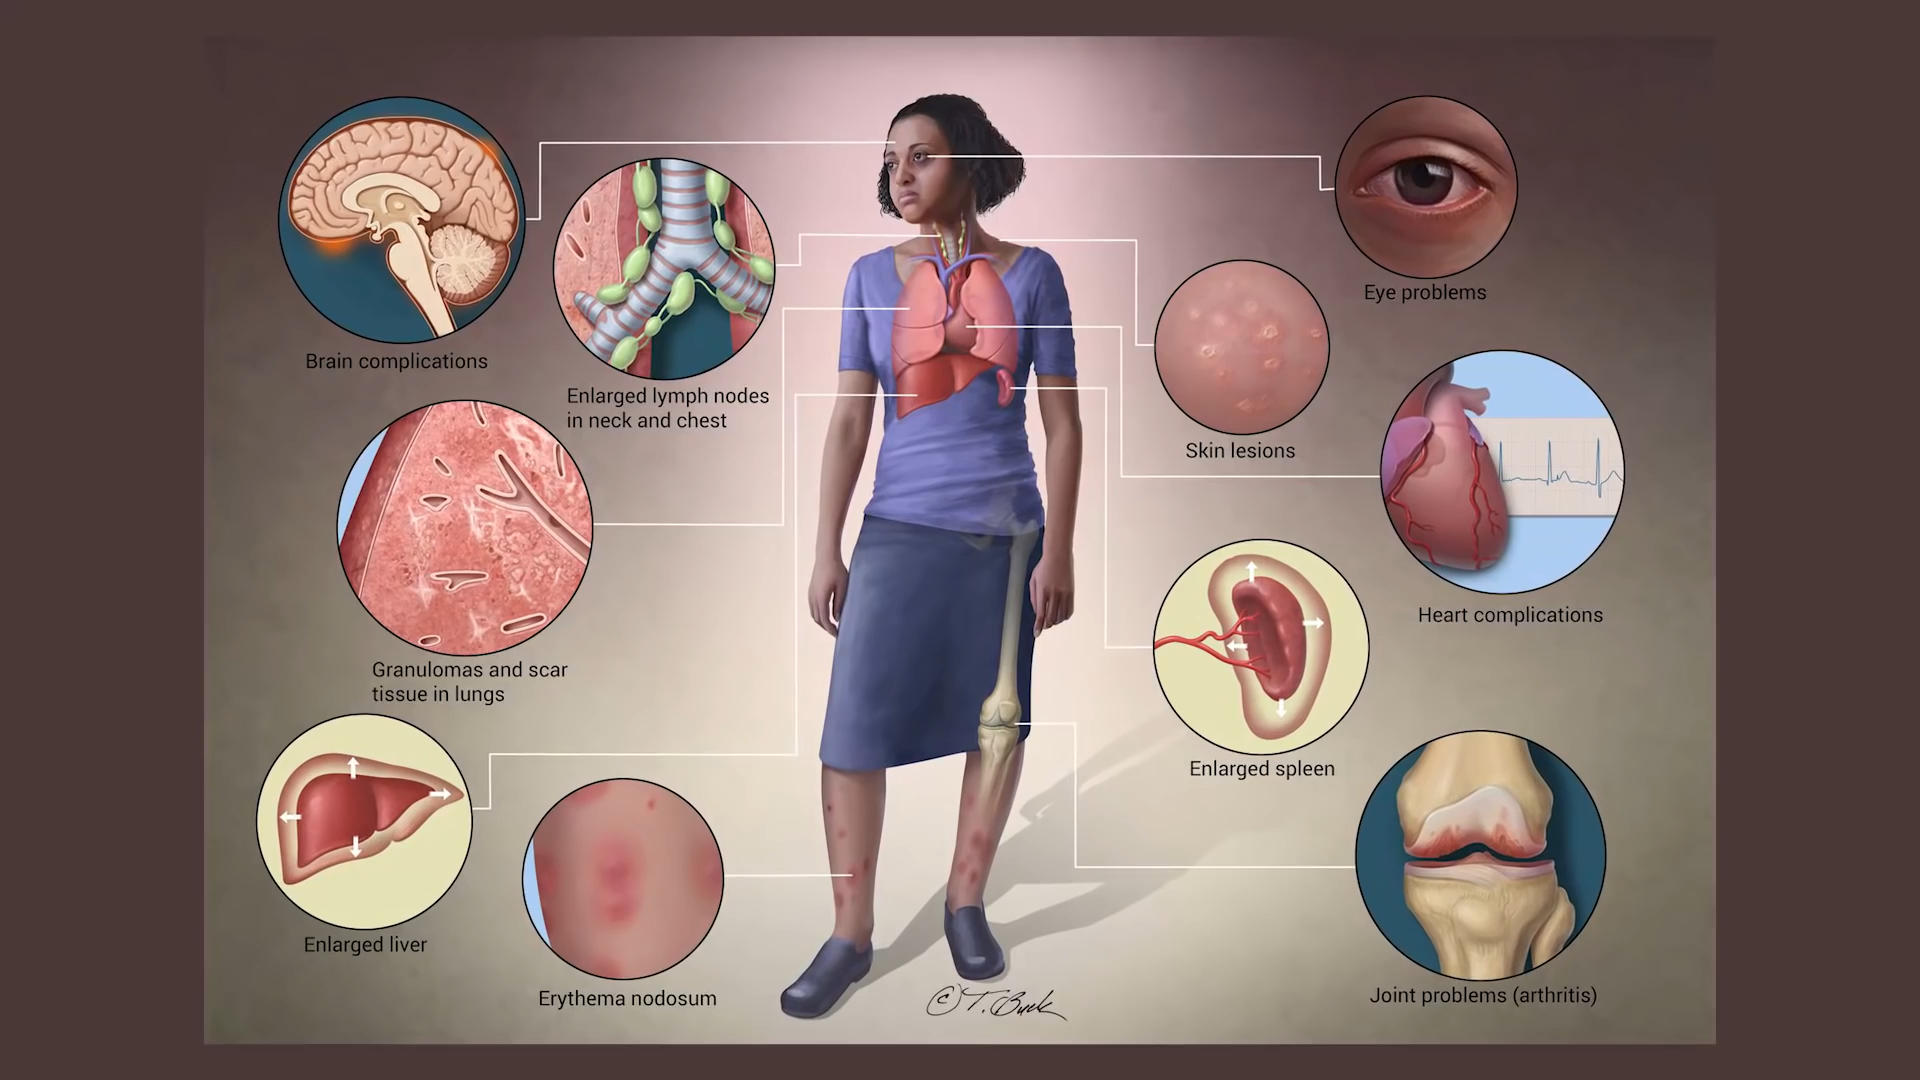 Brain complications
Enlarged lymph nodes
in neck and chest
Eye problems
Skin lesions
Granulomas and scar
tissue in lungs
Heart complications
Enlarged spleen
Enlarged liver
Erythema nodosum
Joint problems (arthritis)
© T. Buck